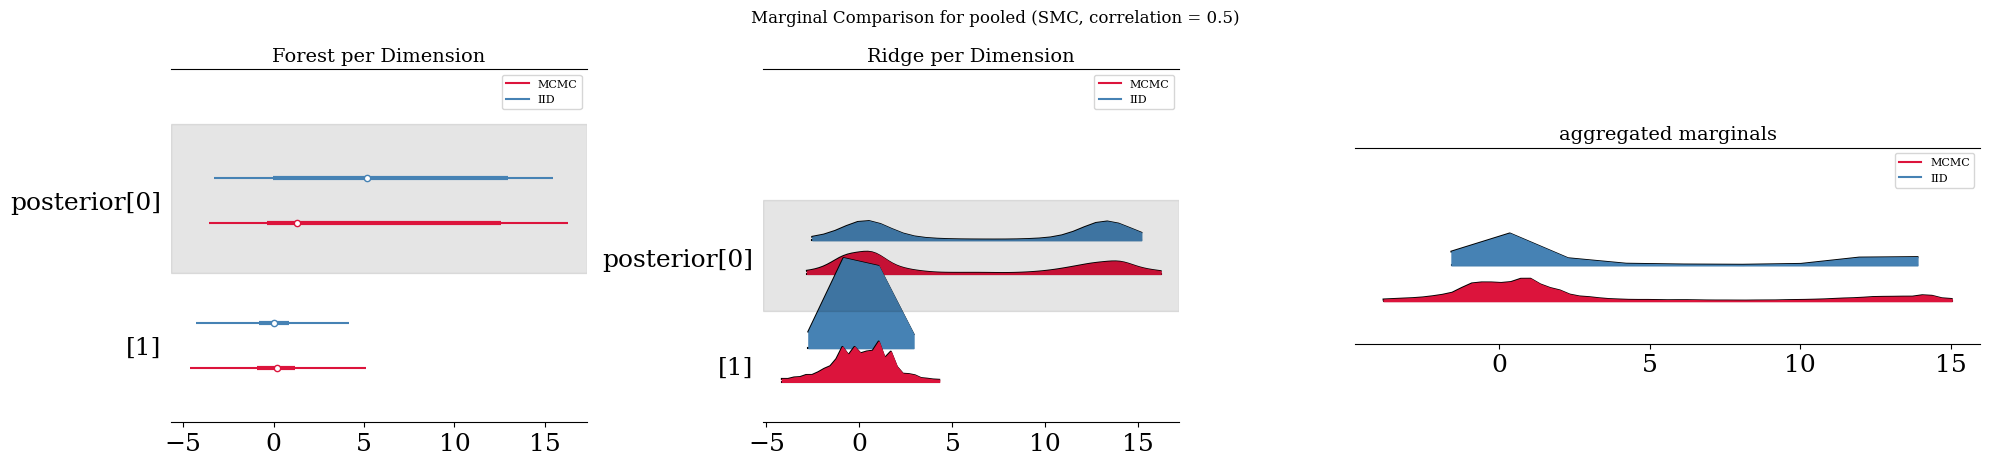 Marginal Comparison for pooled (SMC, correlation = 0.5)
Forest per Dimension
MCMC
IID
posterior[0]
[1]
−5 0 5 10 15
Ridge per Dimension
MCMC
IID
posterior[0]
[1]
−5 0 5 10 15
aggregated marginals
MCMC
IID
0 5 10 15